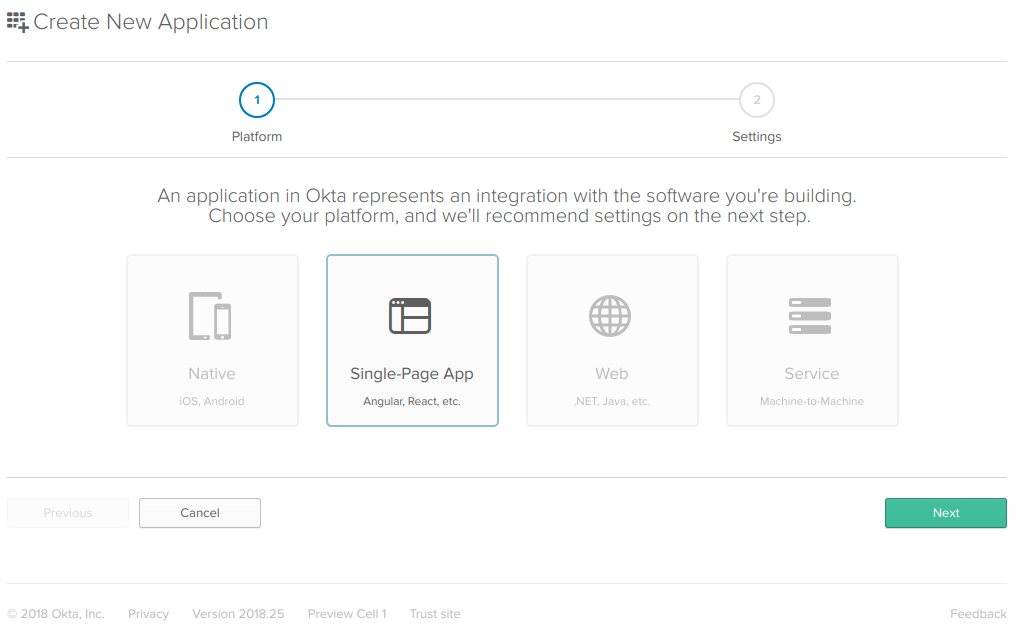 Create New Application
1
2
Platform
Settings
An application in Okta represents an integration with the software you're building.
Choose your platform, and we'll recommend settings on the next step.
Native
iOS, Android
Single-Page App
Angular, React, etc.
Web
.NET, Java, etc.
Service
Machine-to-Machine
Previous
Cancel
Next
© 2018 Okta, Inc. Privacy Version 2018.25 Preview Cell 1 Trust site Feedback